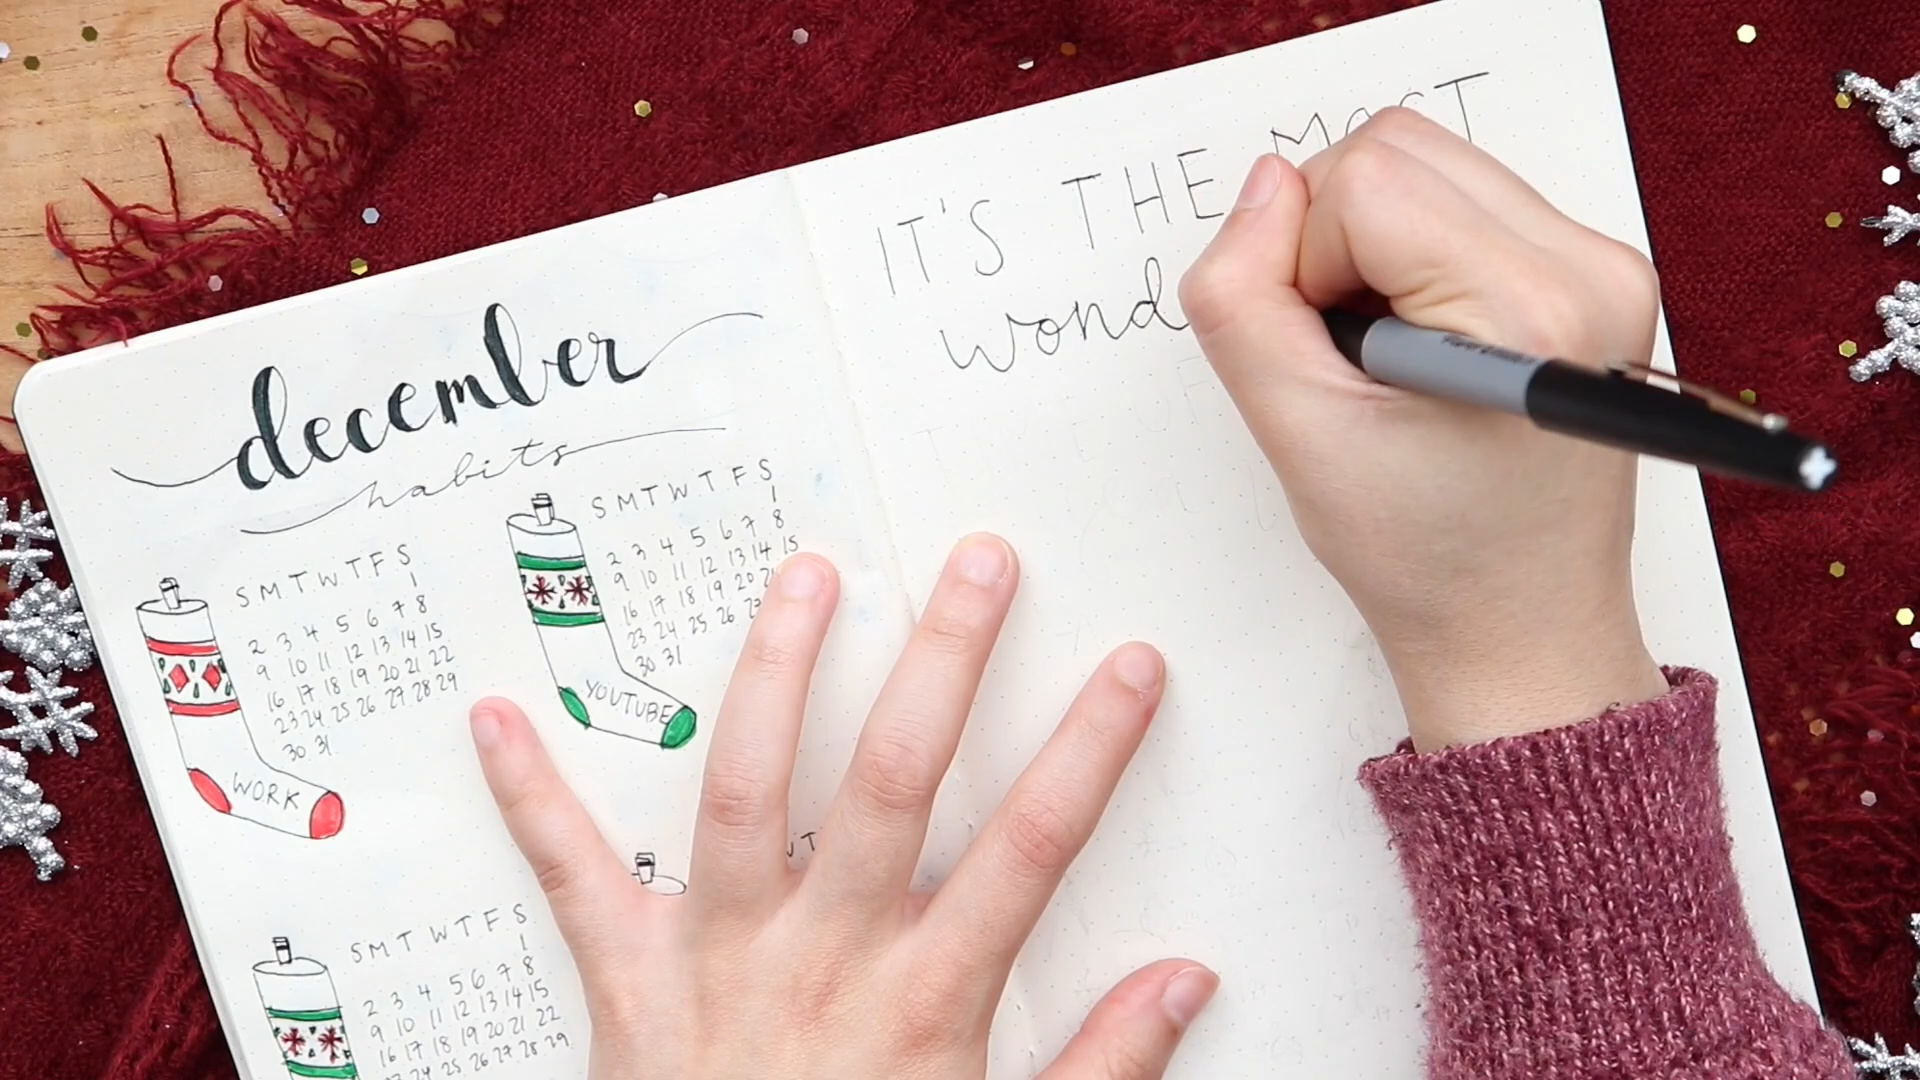 december
habits
S M T W T F S
1
2 3 4 5 6 7 8
9 10 11 12 13 14 15
16 17 18 19 20 21 22
23 24 25 26 27 28 29
30 31
WORK
S M T W T F S
1
2 3 4 5 6 7 8
9 10 11 12 13 14 15
16 17 18 19 20
23 24 25 26
30 31
YOUTUBE
S M T W T F S
1
2 3 4 5 6 7 8
9 10 11 12 13 14 15
16 17 18 19 20 21 22
24 25 26 27 28 29
IT'S THE MOST
wond